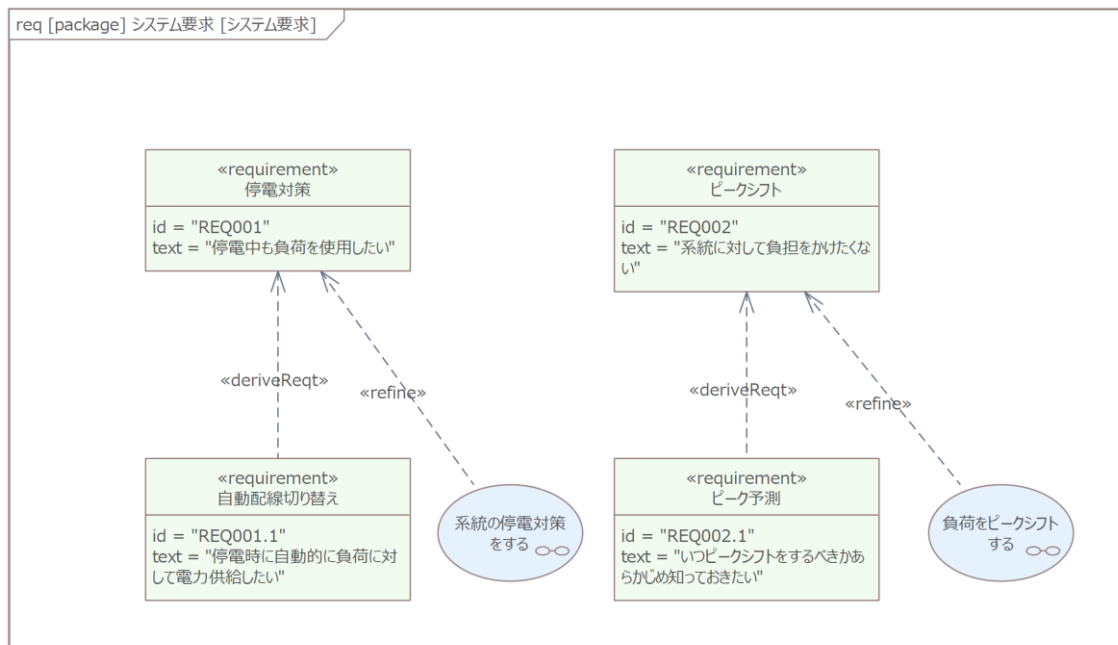 req [package] システム要求 [システム要求]
«requirement»
停電対策
id = "REQ001"
text = "停電中も負荷を使用したい"
«requirement»
ピークシフト
id = "REQ002"
text = "系統に対して負担をかけたくな
い"
«deriveReqt»
«refine»
«deriveReqt»
«refine»
«requirement»
自動配線切り替え
id = "REQ001.1"
text = "停電時に自動的に負荷に対
して電力供給したい"
系統の停電対策
をする
«requirement»
ピーク予測
id = "REQ002.1"
text = "いつピークシフトをするべきかあ
らかじめ知っておきたい"
負荷をピークシフト
する